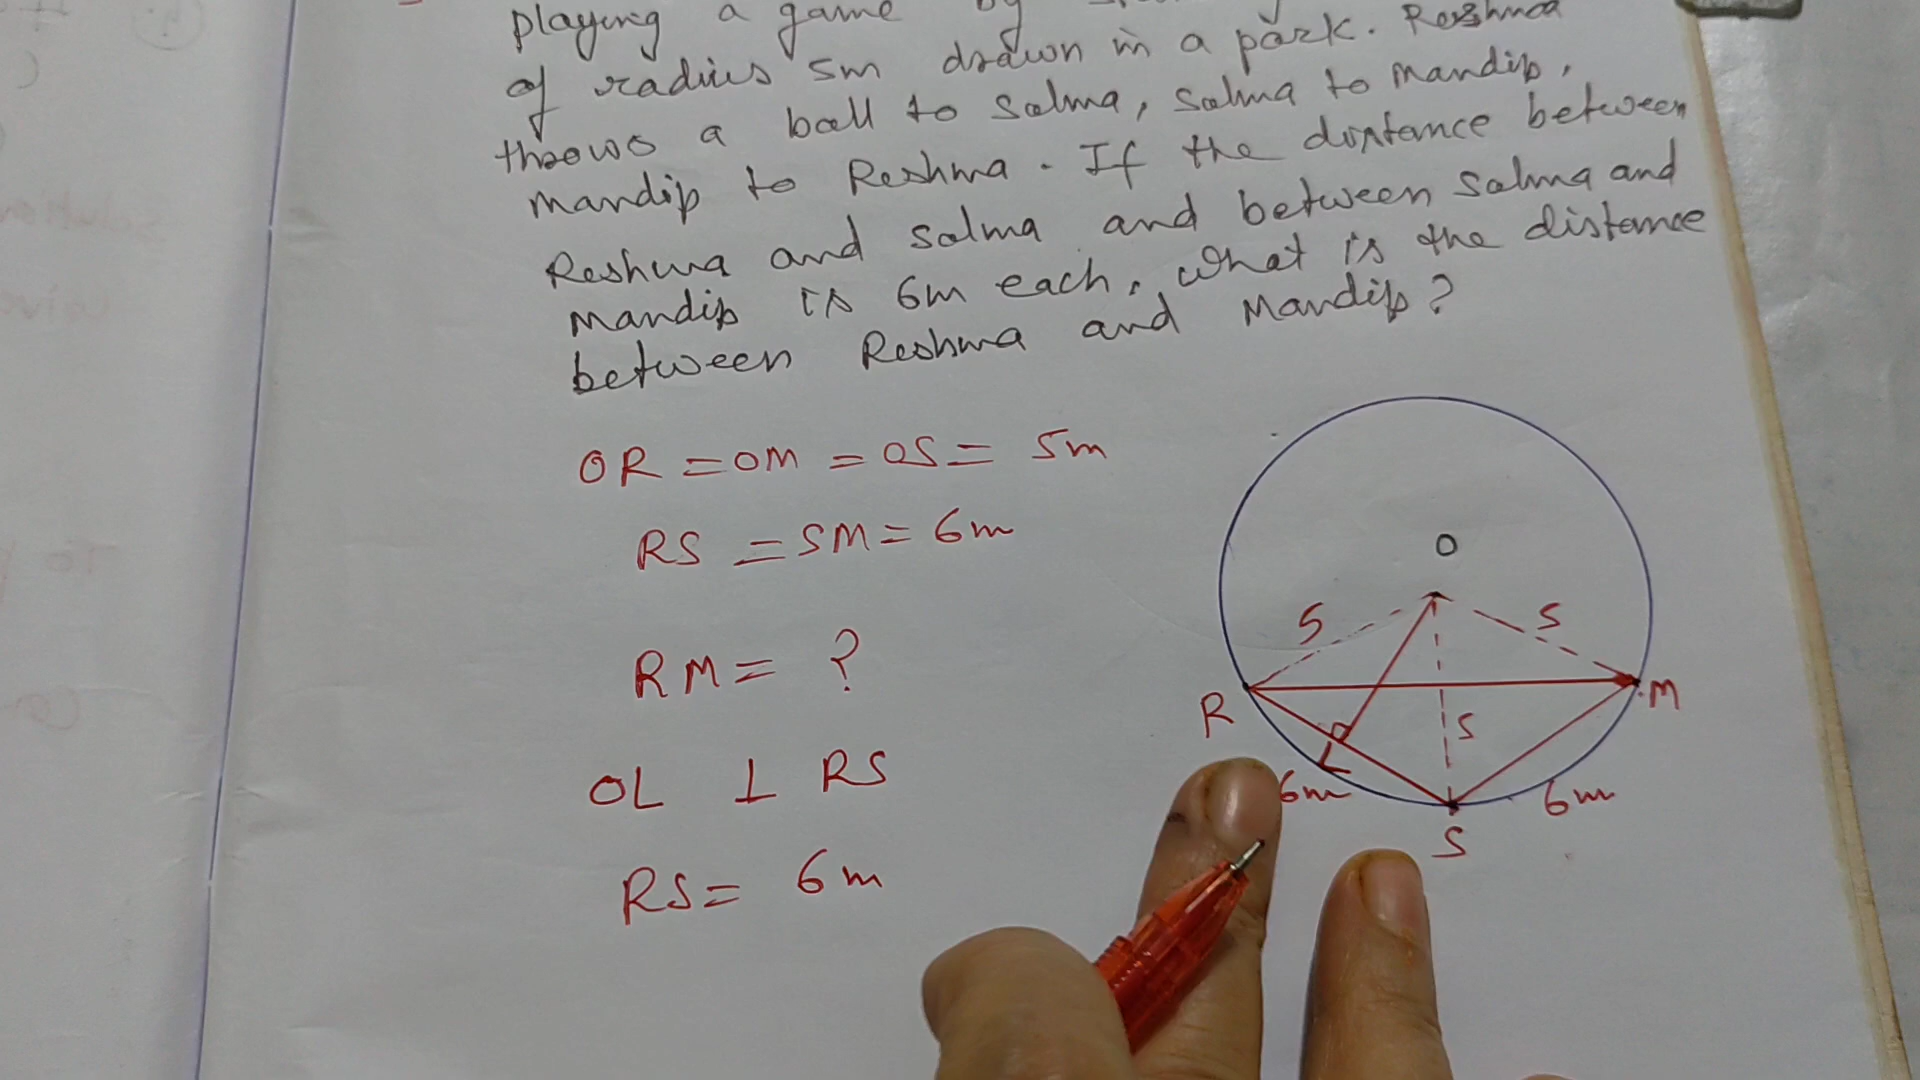 playing a game by
of radius 5m drawn in a park. Reshma
throws a ball to Salma, Salma to Mandip,
Mandip to Reshma. If the distance between
Reshma and Salma and between Salma and
Mandip is 6m each, what is the distance
between Reshma and Mandip?
OR = OM = OS = 5m
RS = SM = 6m
RM = ?
OL ⊥ RS
RS = 6m
O
5 5
R M
5
L
6m 6m
S